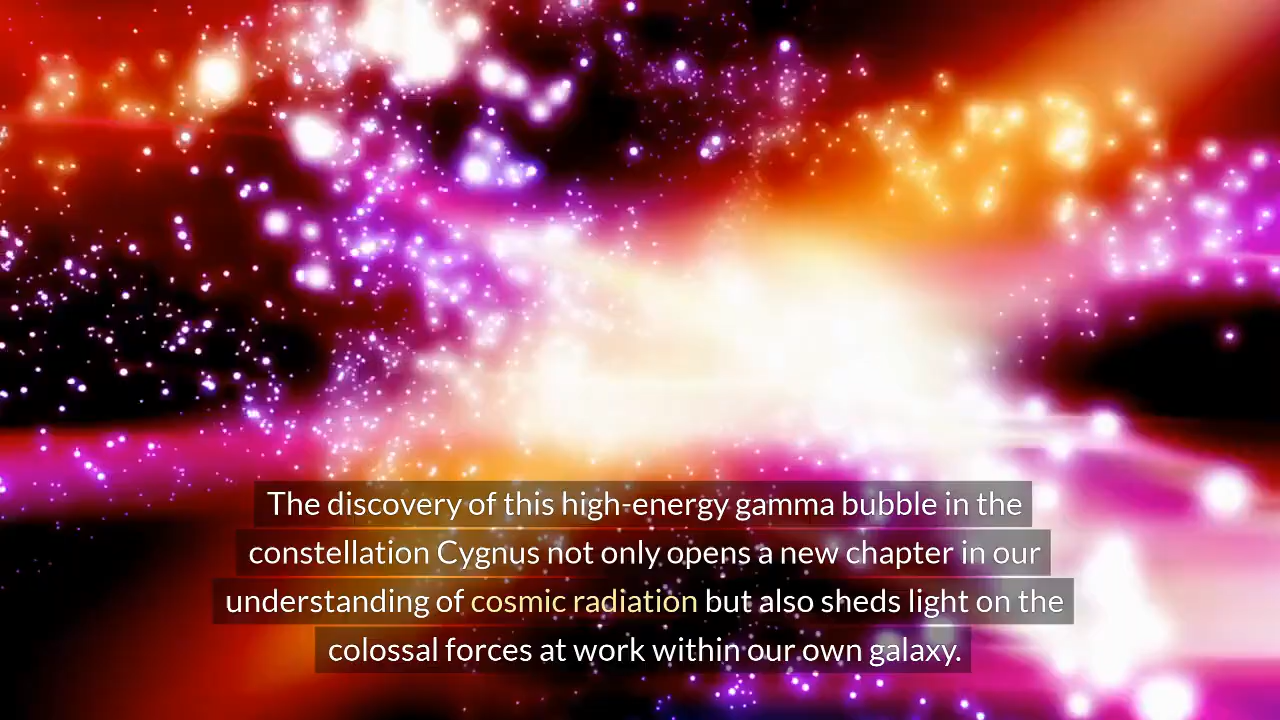 The discovery of this high-energy gamma bubble in the
constellation Cygnus not only opens a new chapter in our
understanding of cosmic radiation but also sheds light on the
colossal forces at work within our own galaxy.